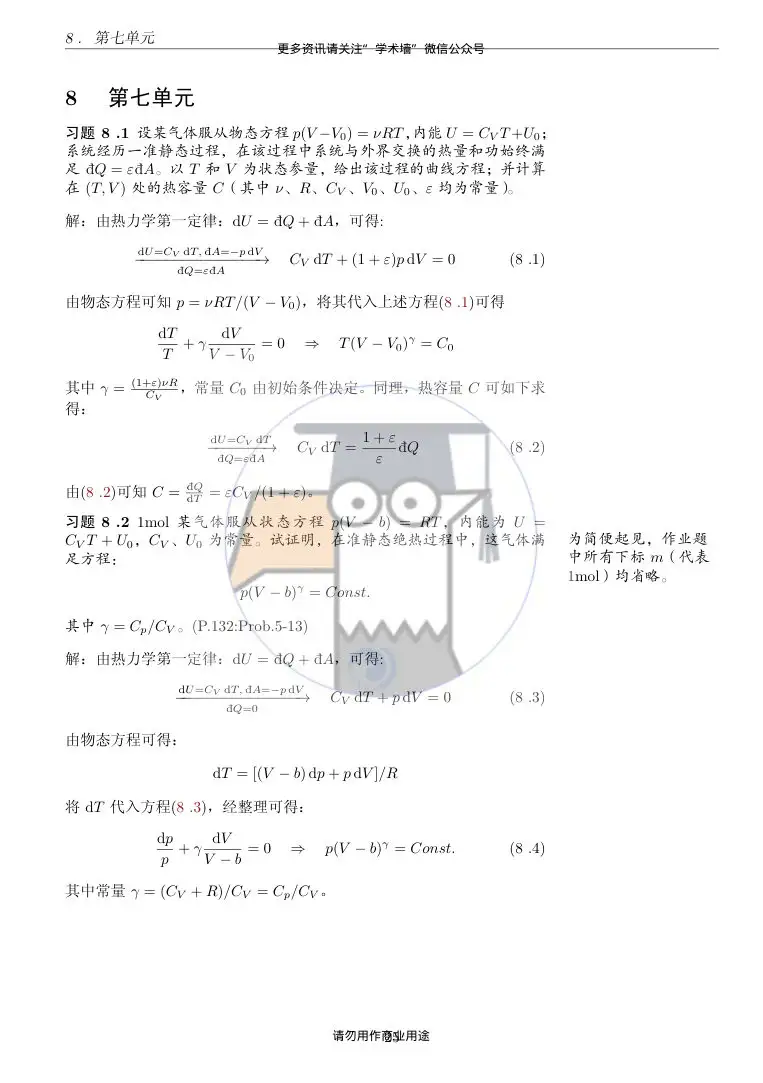 8 . 第七单元
更多资讯请关注“学术墙”微信公众号
8 第七单元
习题 8 .1 设某气体服从物态方程 p(V−V₀) = νRT，内能 U = C_V T+U₀；
系统经历一准静态过程，在该过程中系统与外界交换的热量和功始终满
足 đQ = εđA。以 T 和 V 为状态参量，给出该过程的曲线方程；并计算
在 (T, V) 处的热容量 C（其中 ν、R、C_V、V₀、U₀、ε 均为常量）。
解：由热力学第一定律：dU = đQ + đA，可得:
dU=C_V dT, đA=−p dV
đQ=εđA
→ C_V dT + (1 + ε)p dV = 0 (8 .1)
由物态方程可知 p = νRT/(V − V₀)，将其代入上述方程(8 .1)可得
dT/T + γ dV/(V − V₀) = 0 ⇒ T(V − V₀)^γ = C₀
其中 γ = (1+ε)νR/C_V，常量 C₀ 由初始条件决定。同理，热容量 C 可如下求
得：
dU=C_V dT
đQ=εđA
→ C_V dT = (1 + ε)/ε đQ (8 .2)
由(8 .2)可知 C = đQ/dT = εC_V/(1 + ε)。
习题 8 .2 1mol 某气体服从状态方程 p(V − b) = RT，内能为 U =
C_V T + U₀，C_V、U₀ 为常量。试证明，在准静态绝热过程中，这气体满
足方程：
为简便起见，作业题
中所有下标 m（代表
1mol）均省略。
p(V − b)^γ = Const.
其中 γ = C_p/C_V。(P.132:Prob.5-13)
解：由热力学第一定律：dU = đQ + đA，可得:
dU=C_V dT, đA=−p dV
đQ=0
→ C_V dT + p dV = 0 (8 .3)
由物态方程可得：
dT = [(V − b) dp + p dV]/R
将 dT 代入方程(8 .3)，经整理可得：
dp/p + γ dV/(V − b) = 0 ⇒ p(V − b)^γ = Const. (8 .4)
其中常量 γ = (C_V + R)/C_V = C_p/C_V。
请勿用作商业用途